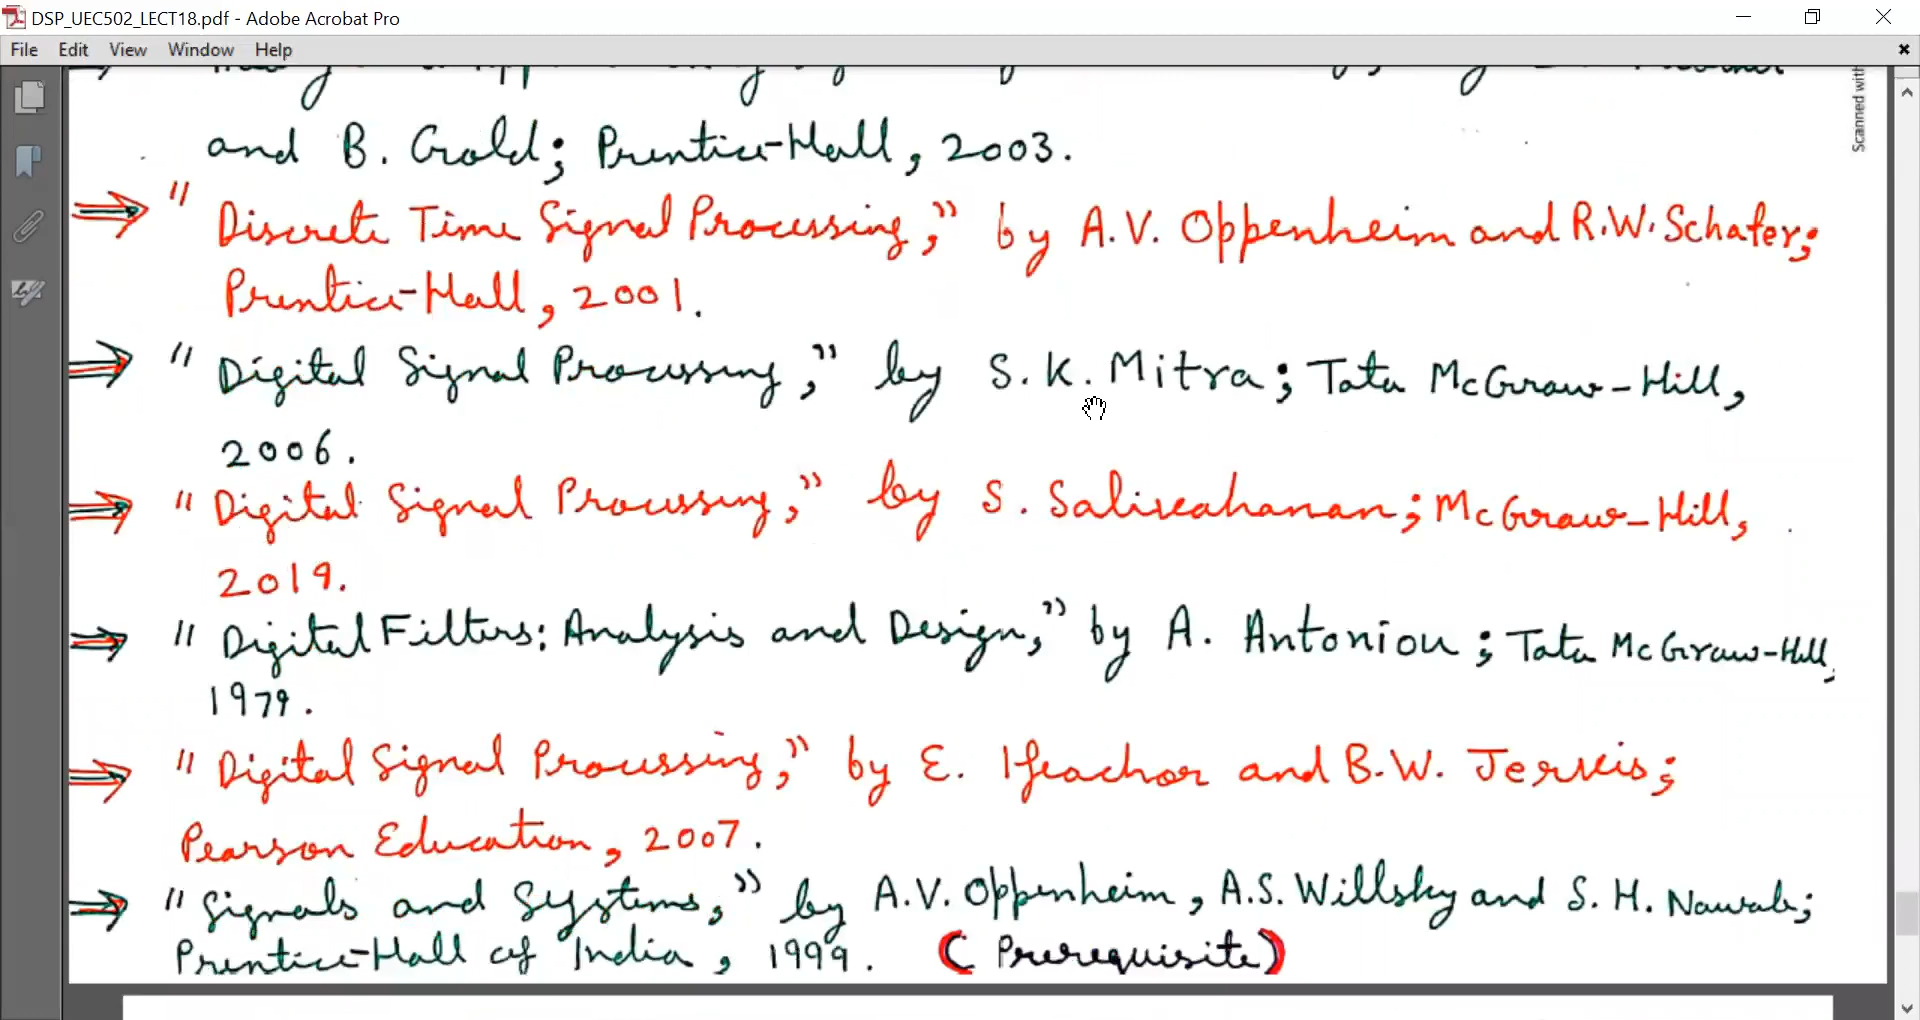 DSP_UEC502_LECT18.pdf - Adobe Acrobat Pro
File Edit View Window Help
Scanned with
and B. Gold; Prentice-Hall, 2003.
" Discrete Time Signal Processing," by A.V. Oppenheim and R.W. Schafer;
Prentice-Hall, 2001.
" Digital Signal Processing," by S. K. Mitra; Tata McGraw-Hill,
2006.
" Digital Signal Processing," by S. Salivahanan; McGraw-Hill,
2019.
" Digital Filters: Analysis and Design," by A. Antoniou; Tata McGraw-Hill,
1979.
" Digital Signal Processing," by E. Ifeachor and B.W. Jervis;
Pearson Education, 2007.
" Signals and Systems," by A.V. Oppenheim, A.S. Willsky and S. H. Nawab;
Prentice-Hall of India, 1999. (Prerequisite)